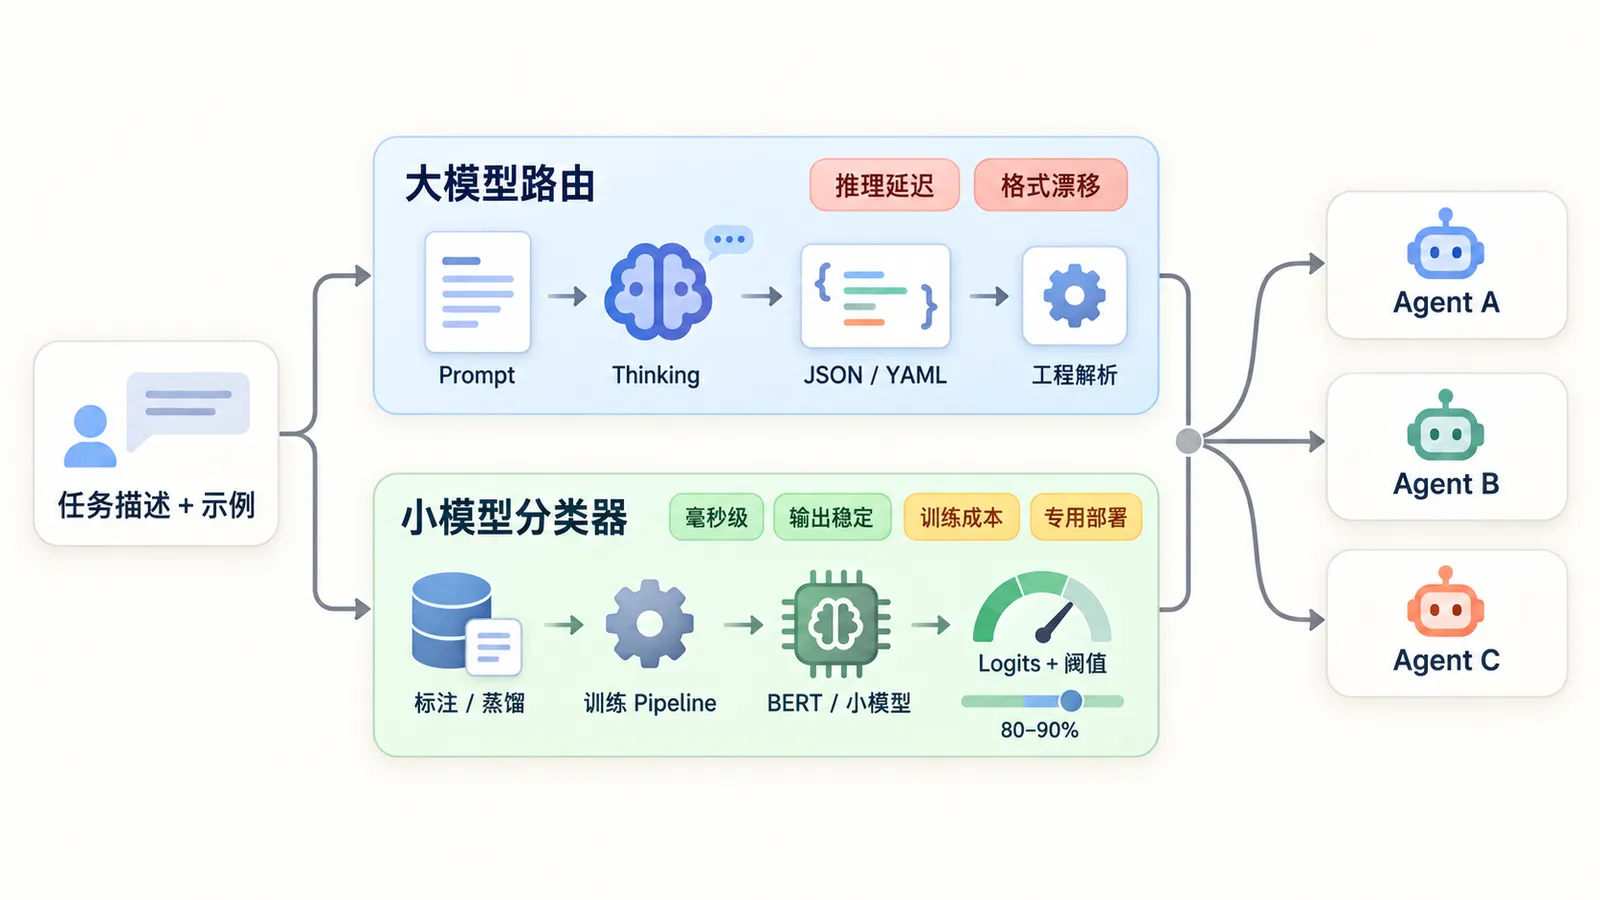 任务描述 + 示例
大模型路由
推理延迟
格式漂移
Prompt
Thinking
JSON / YAML
工程解析
小模型分类器
毫秒级
输出稳定
训练成本
专用部署
标注 / 蒸馏
训练 Pipeline
BERT / 小模型
Logits + 阈值
80–90%
Agent A
Agent B
Agent C